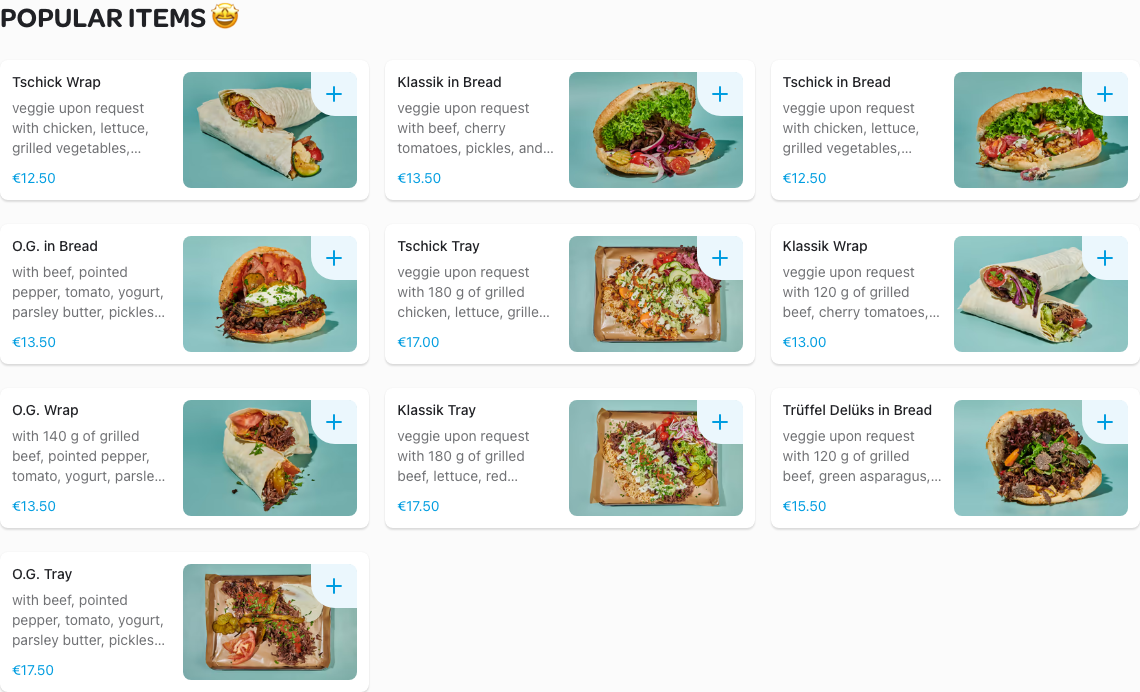 POPULAR ITEMS 🤩
Tschick Wrap
veggie upon request
with chicken, lettuce,
grilled vegetables,...
€12.50
Klassik in Bread
veggie upon request
with beef, cherry
tomatoes, pickles, and...
€13.50
Tschick in Bread
veggie upon request
with chicken, lettuce,
grilled vegetables,...
€12.50
O.G. in Bread
with beef, pointed
pepper, tomato, yogurt,
parsley butter, pickles...
€13.50
Tschick Tray
veggie upon request
with 180 g of grilled
chicken, lettuce, grille...
€17.00
Klassik Wrap
veggie upon request
with 120 g of grilled
beef, cherry tomatoes,...
€13.00
O.G. Wrap
with 140 g of grilled
beef, pointed pepper,
tomato, yogurt, parsle...
€13.50
Klassik Tray
veggie upon request
with 180 g of grilled
beef, lettuce, red...
€17.50
Trüffel Delüks in Bread
veggie upon request
with 120 g of grilled
beef, green asparagus,...
€15.50
O.G. Tray
with beef, pointed
pepper, tomato, yogurt,
parsley butter, pickles...
€17.50